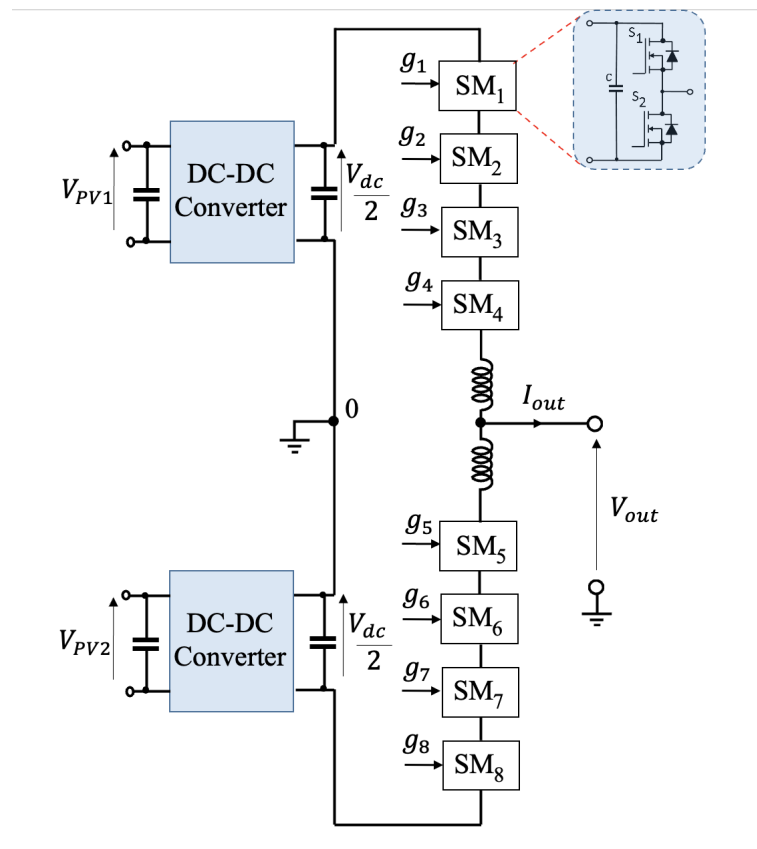 g1
SM1
S1
C
S2
g2
SM2
DC-DC
Converter
VPV1
Vdc
2
g3
SM3
g4
SM4
0
Iout
Vout
g5
SM5
g6
SM6
DC-DC
Converter
VPV2
Vdc
2
g7
SM7
g8
SM8